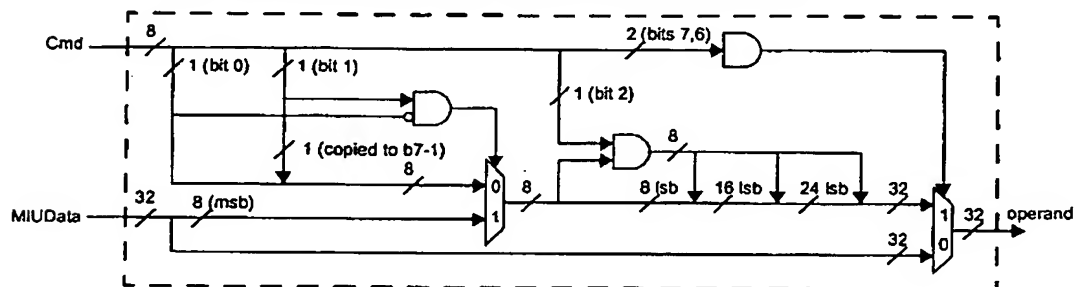 Cmd 8 2 (bits 7,6)
1 (bit 0) 1 (bit 1)
1 (bit 2)
1 (copied to b7-1) 8
8 0 8 8 lsb 16 lsb 24 lsb 32
MIUData 32 8 (msb) 1 1 32 operand
0
32